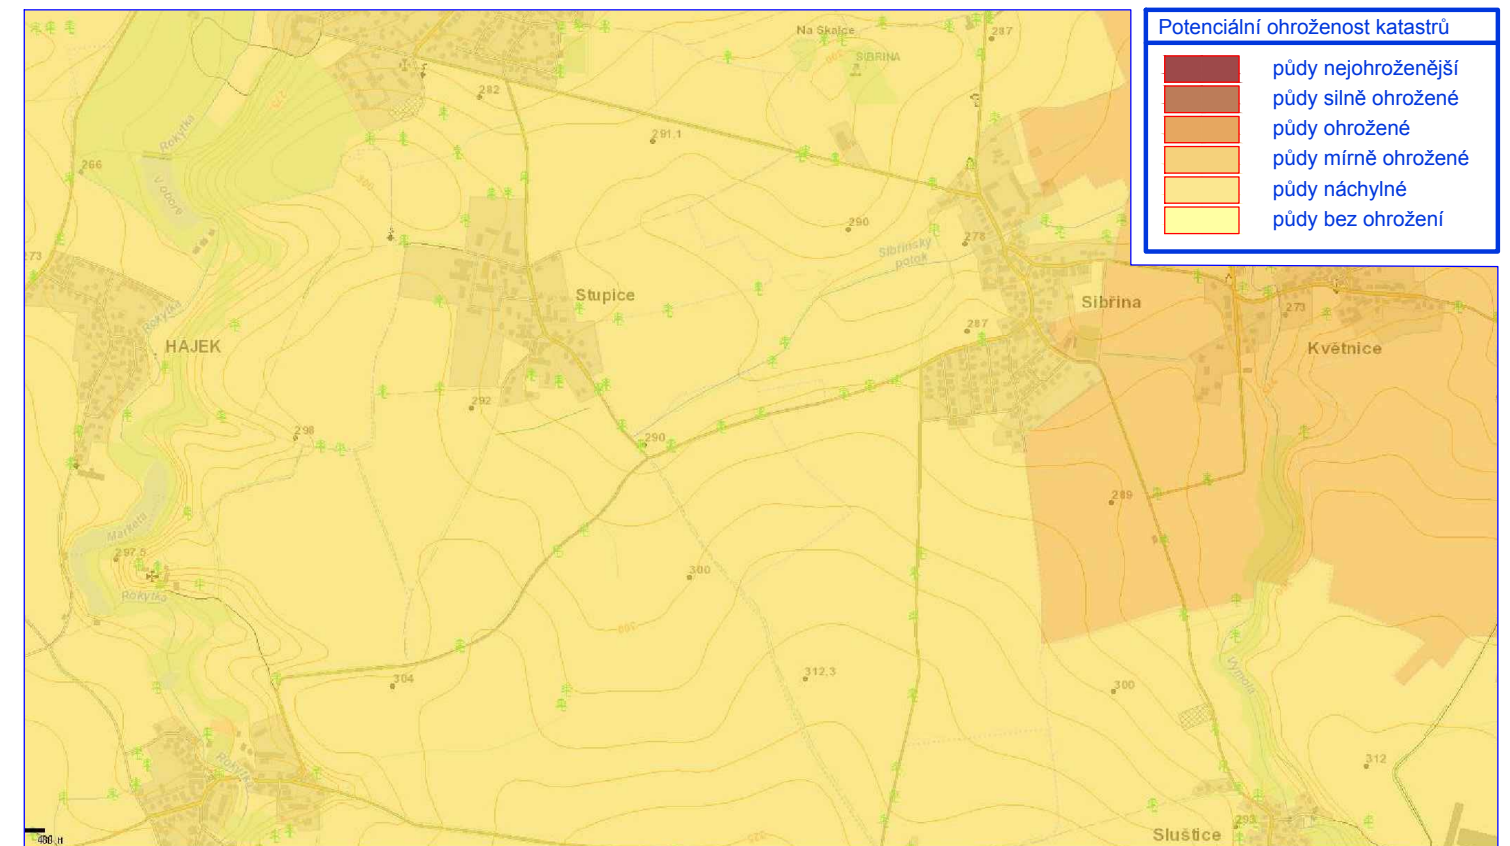 Potenciální ohroženost katastrů
půdy nejohroženější
půdy silně ohrožené
půdy ohrožené
půdy mírně ohrožené
půdy náchylné
půdy bez ohrožení
Na Skalce
287
SIBŘINA
282
291,1
Rokytka
266
V oboře
300
290
278
Sibřinský
potok
273
Stupice
Sibřina
273
Rokytka
287
HÁJEK
Květnice
292
298
290
289
Markéta
297,5
300
Rokytka
300
Výmola
304
312,3
300
Rokytka
312
293
Sluštice